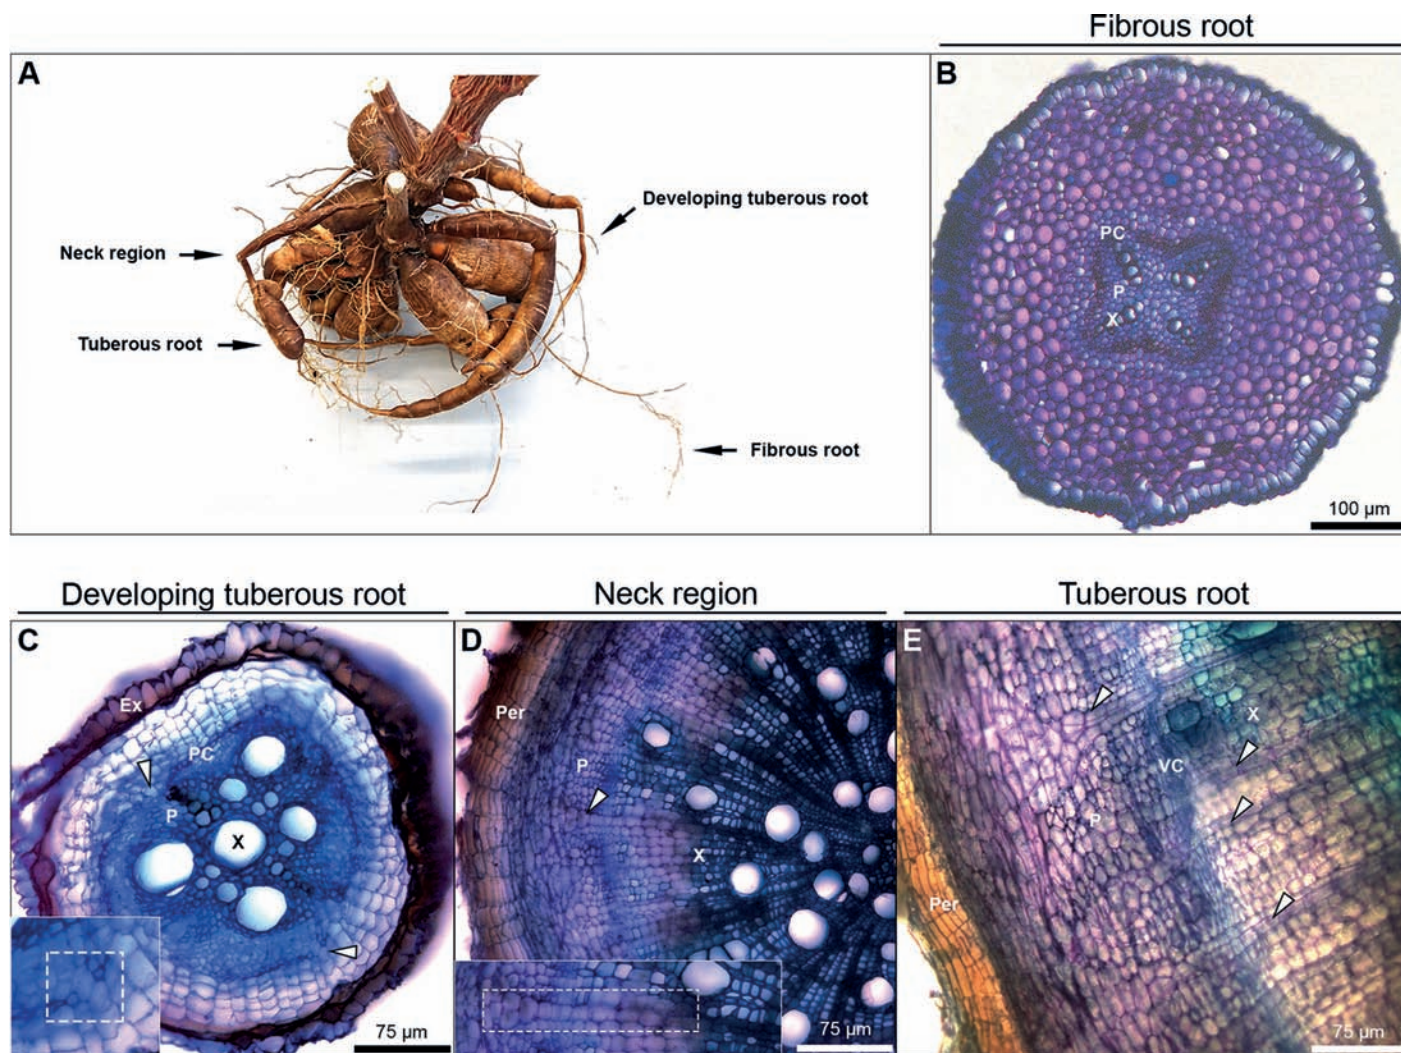 Fibrous root
A
Developing tuberous root
Neck region
Tuberous root
Fibrous root
B
PC
P
X
100 µm
Developing tuberous root
Neck region
Tuberous root
C
Ex
PC
P
X
75 µm
D
Per
P
X
75 µm
E
X
VC
P
Per
75 µm